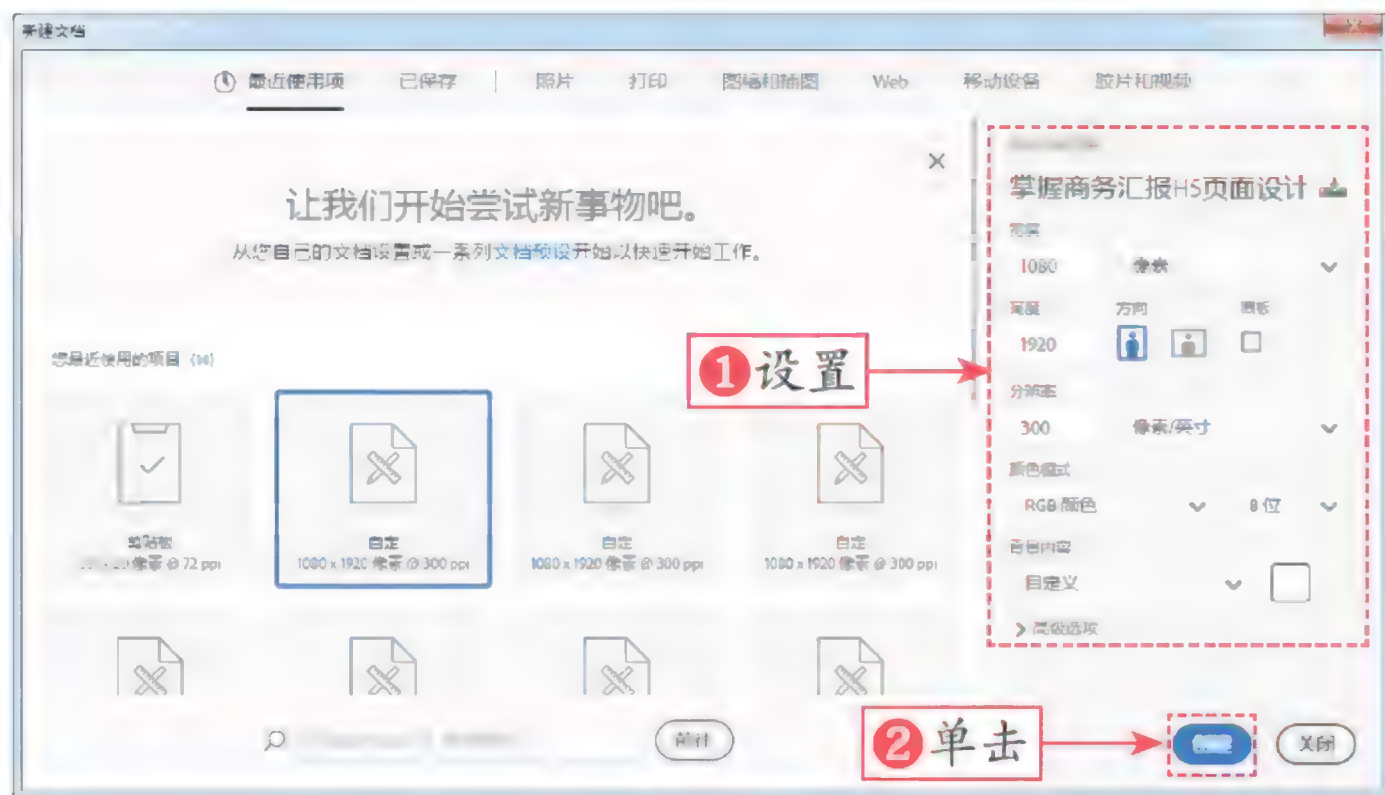 新建文档
最近使用项 已保存 照片 打印 图稿和插图 Web 移动设备 胶片和视频
让我们开始尝试新事物吧。
从您自己的文档设置或一系列文档预设开始以快速开始工作。
您最近使用的项目 (14)
剪贴板
像素 @ 72 ppi
自定
1080 x 1920 像素 @ 300 ppi
自定
1080 x 1920 像素 @ 300 ppi
自定
1080 x 1920 像素 @ 300 ppi
前往
掌握商务汇报H5页面设计
宽度
1080 像素
高度 方向 画板
1920
分辨率
300 像素/英寸
颜色模式
RGB 颜色 8 位
背景内容
自定义
高级选项
❶设置
❷单击
关闭